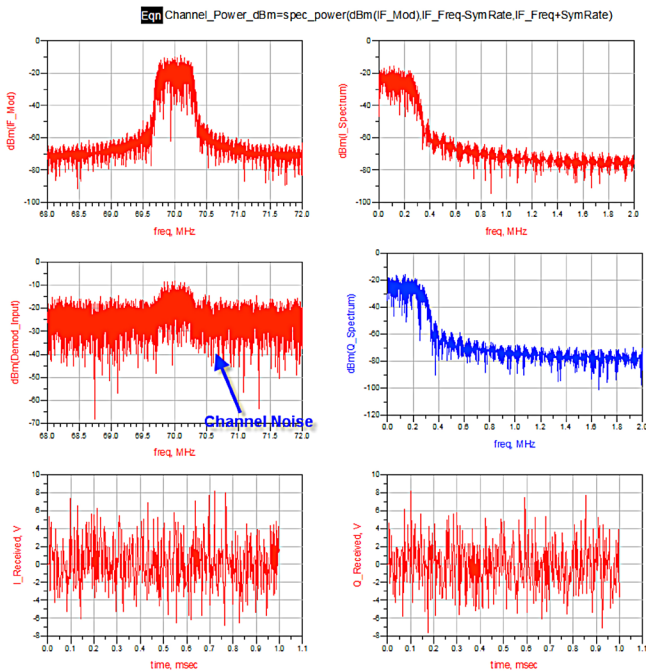 Eqn Channel_Power_dBm=spec_power(dBm(IF_Mod),IF_Freq-SymRate,IF_Freq+SymRate)
dBm(IF_Mod)
0
-20
-40
-60
-80
-100
68.0 68.5 69.0 69.5 70.0 70.5 71.0 71.5 72.0
freq, MHz
dBm(I_Spectrum)
0
-20
-40
-60
-80
-100
0.0 0.2 0.4 0.6 0.8 1.0 1.2 1.4 1.6 1.8 2.0
freq, MHz
dBm(Demod_Input)
0
-10
-20
-30
-40
-50
-60
-70
68.0 68.5 69.0 69.5 70.0 70.5 71.0 71.5 72.0
freq, MHz
Channel Noise
dBm(Q_Spectrum)
0
-20
-40
-60
-80
-100
-120
0.0 0.2 0.4 0.6 0.8 1.0 1.2 1.4 1.6 1.8 2.0
freq, MHz
I_Received, V
10
8
6
4
2
0
-2
-4
-6
-8
0.0 0.1 0.2 0.3 0.4 0.5 0.6 0.7 0.8 0.9 1.0 1.1
time, msec
Q_Received, V
10
8
6
4
2
0
-2
-4
-6
-8
0.0 0.1 0.2 0.3 0.4 0.5 0.6 0.7 0.8 0.9 1.0 1.1
time, msec